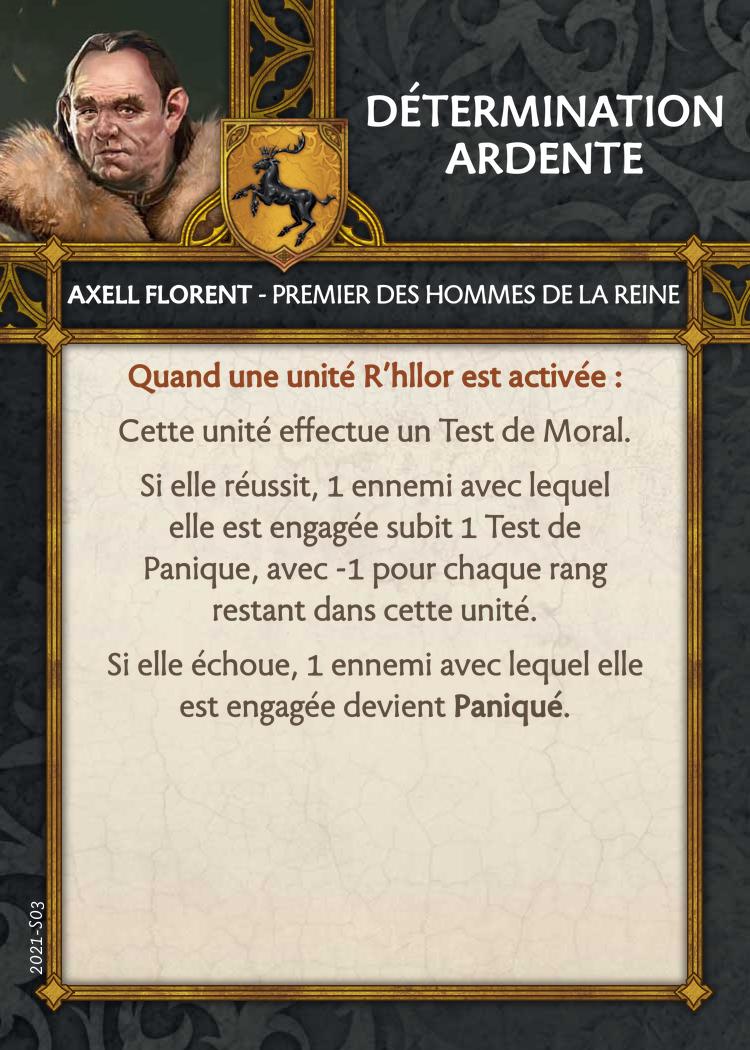 DÉTERMINATION
ARDENTE
AXELL FLORENT - PREMIER DES HOMMES DE LA REINE
Quand une unité R'hllor est activée :
Cette unité effectue un Test de Moral.
Si elle réussit, 1 ennemi avec lequel
elle est engagée subit 1 Test de
Panique, avec -1 pour chaque rang
restant dans cette unité.
Si elle échoue, 1 ennemi avec lequel elle
est engagée devient Paniqué.
2021-S03